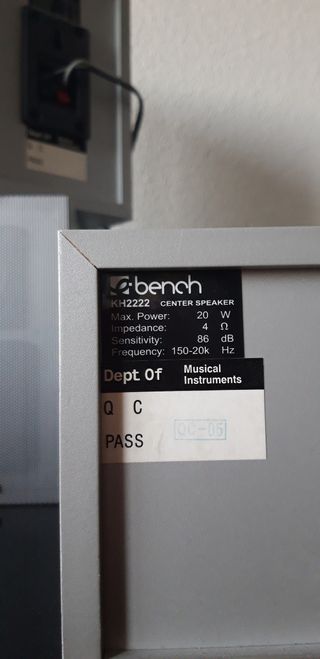 e bench
KH2222 CENTER SPEAKER
Max. Power: 20 W
Impedance: 4 Ω
Sensitivity: 86 dB
Frequency: 150-20k Hz
Dept Of Musical Instruments
Q C
PASS QC-05